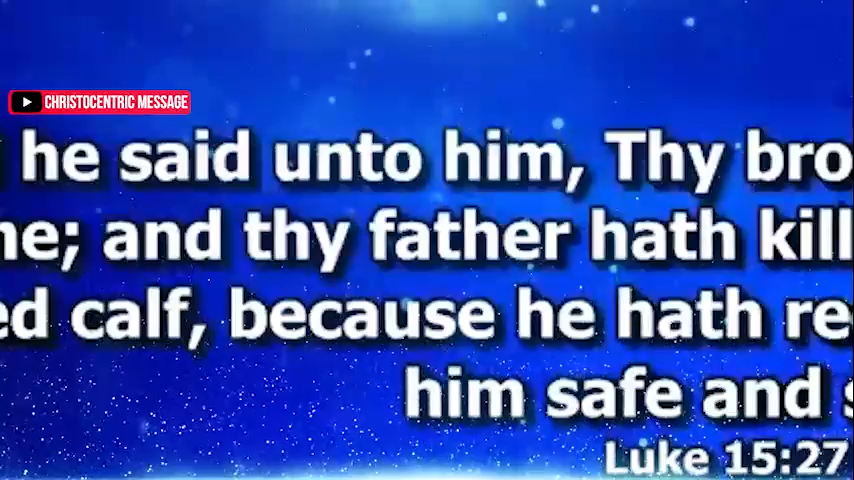 CHRISTOCENTRIC MESSAGE
he said unto him, Thy bro
ne; and thy father hath kill
ed calf, because he hath re
him safe and s
Luke 15:27